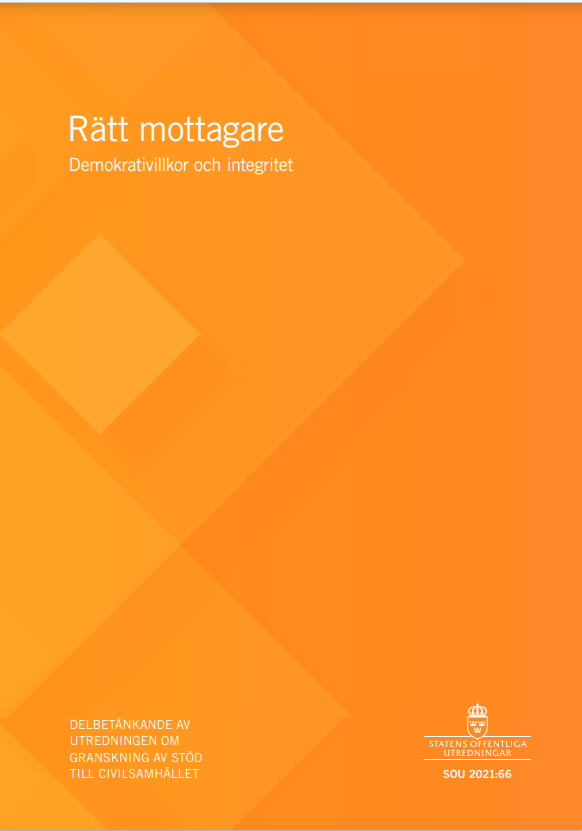 Rätt mottagare
Demokrativillkor och integritet
DELBETÄNKANDE AV
UTREDNINGEN OM
GRANSKNING AV STÖD
TILL CIVILSAMHÄLLET
STATENS OFFENTLIGA
UTREDNINGAR
SOU 2021:66